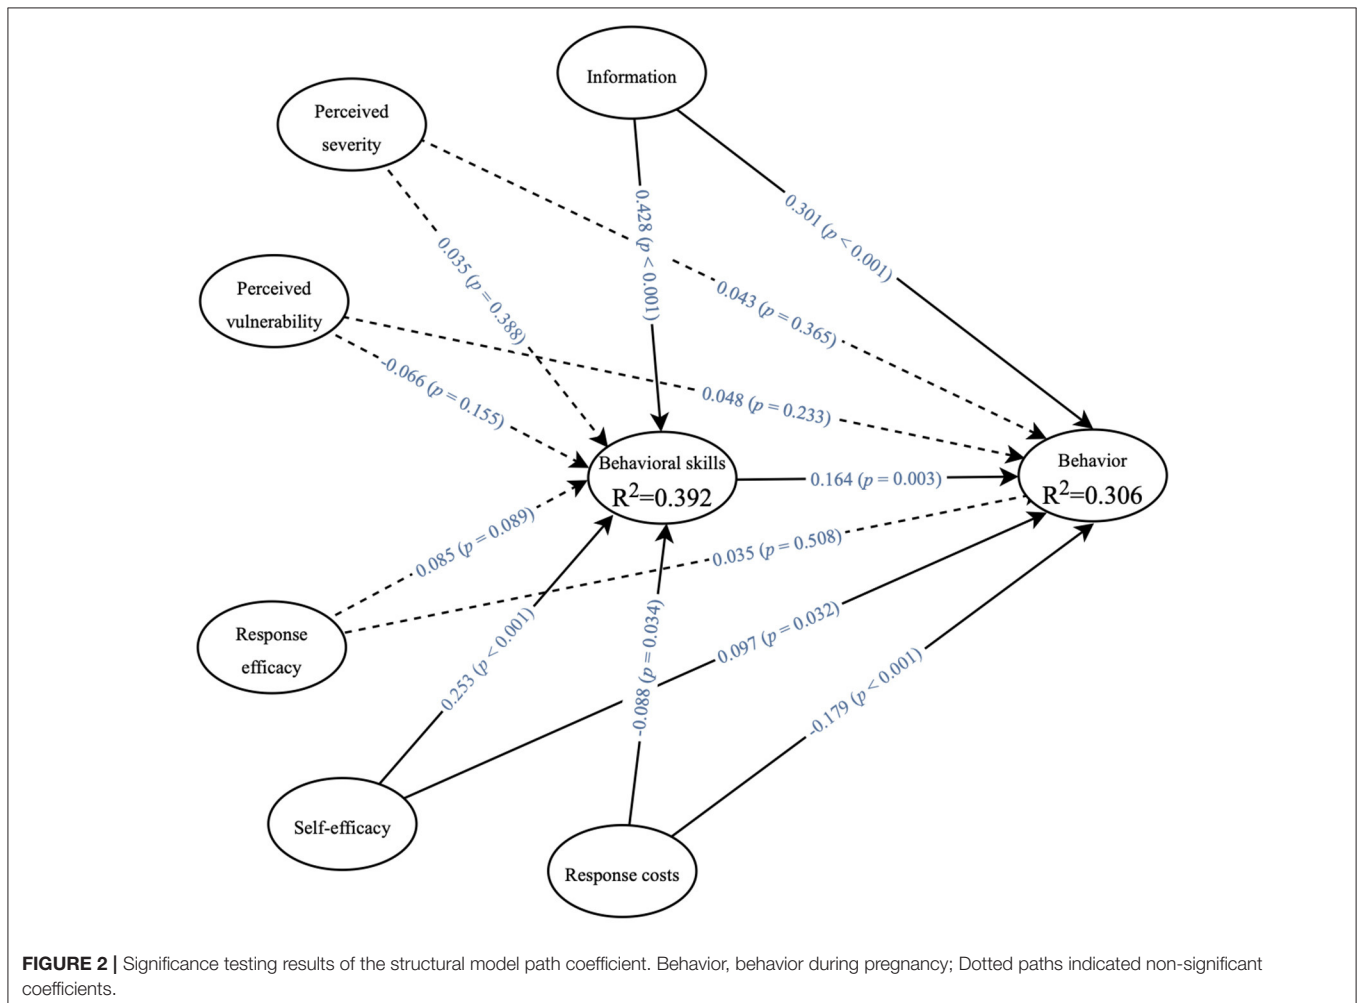 Information
Perceived
severity
0.428 (p < 0.001)
0.301 (p < 0.001)
0.035 (p = 0.388)
0.043 (p = 0.365)
Perceived
vulnerability
-0.066 (p = 0.155)
0.048 (p = 0.233)
Behavioral skills
R²=0.392
0.164 (p = 0.003)
Behavior
R²=0.306
0.085 (p = 0.089)
0.035 (p = 0.508)
Response
efficacy
0.253 (p < 0.001)
-0.088 (p = 0.034)
0.097 (p = 0.032)
-0.179 (p < 0.001)
Self-efficacy
Response costs
FIGURE 2 | Significance testing results of the structural model path coefficient. Behavior, behavior during pregnancy; Dotted paths indicated non-significant
coefficients.